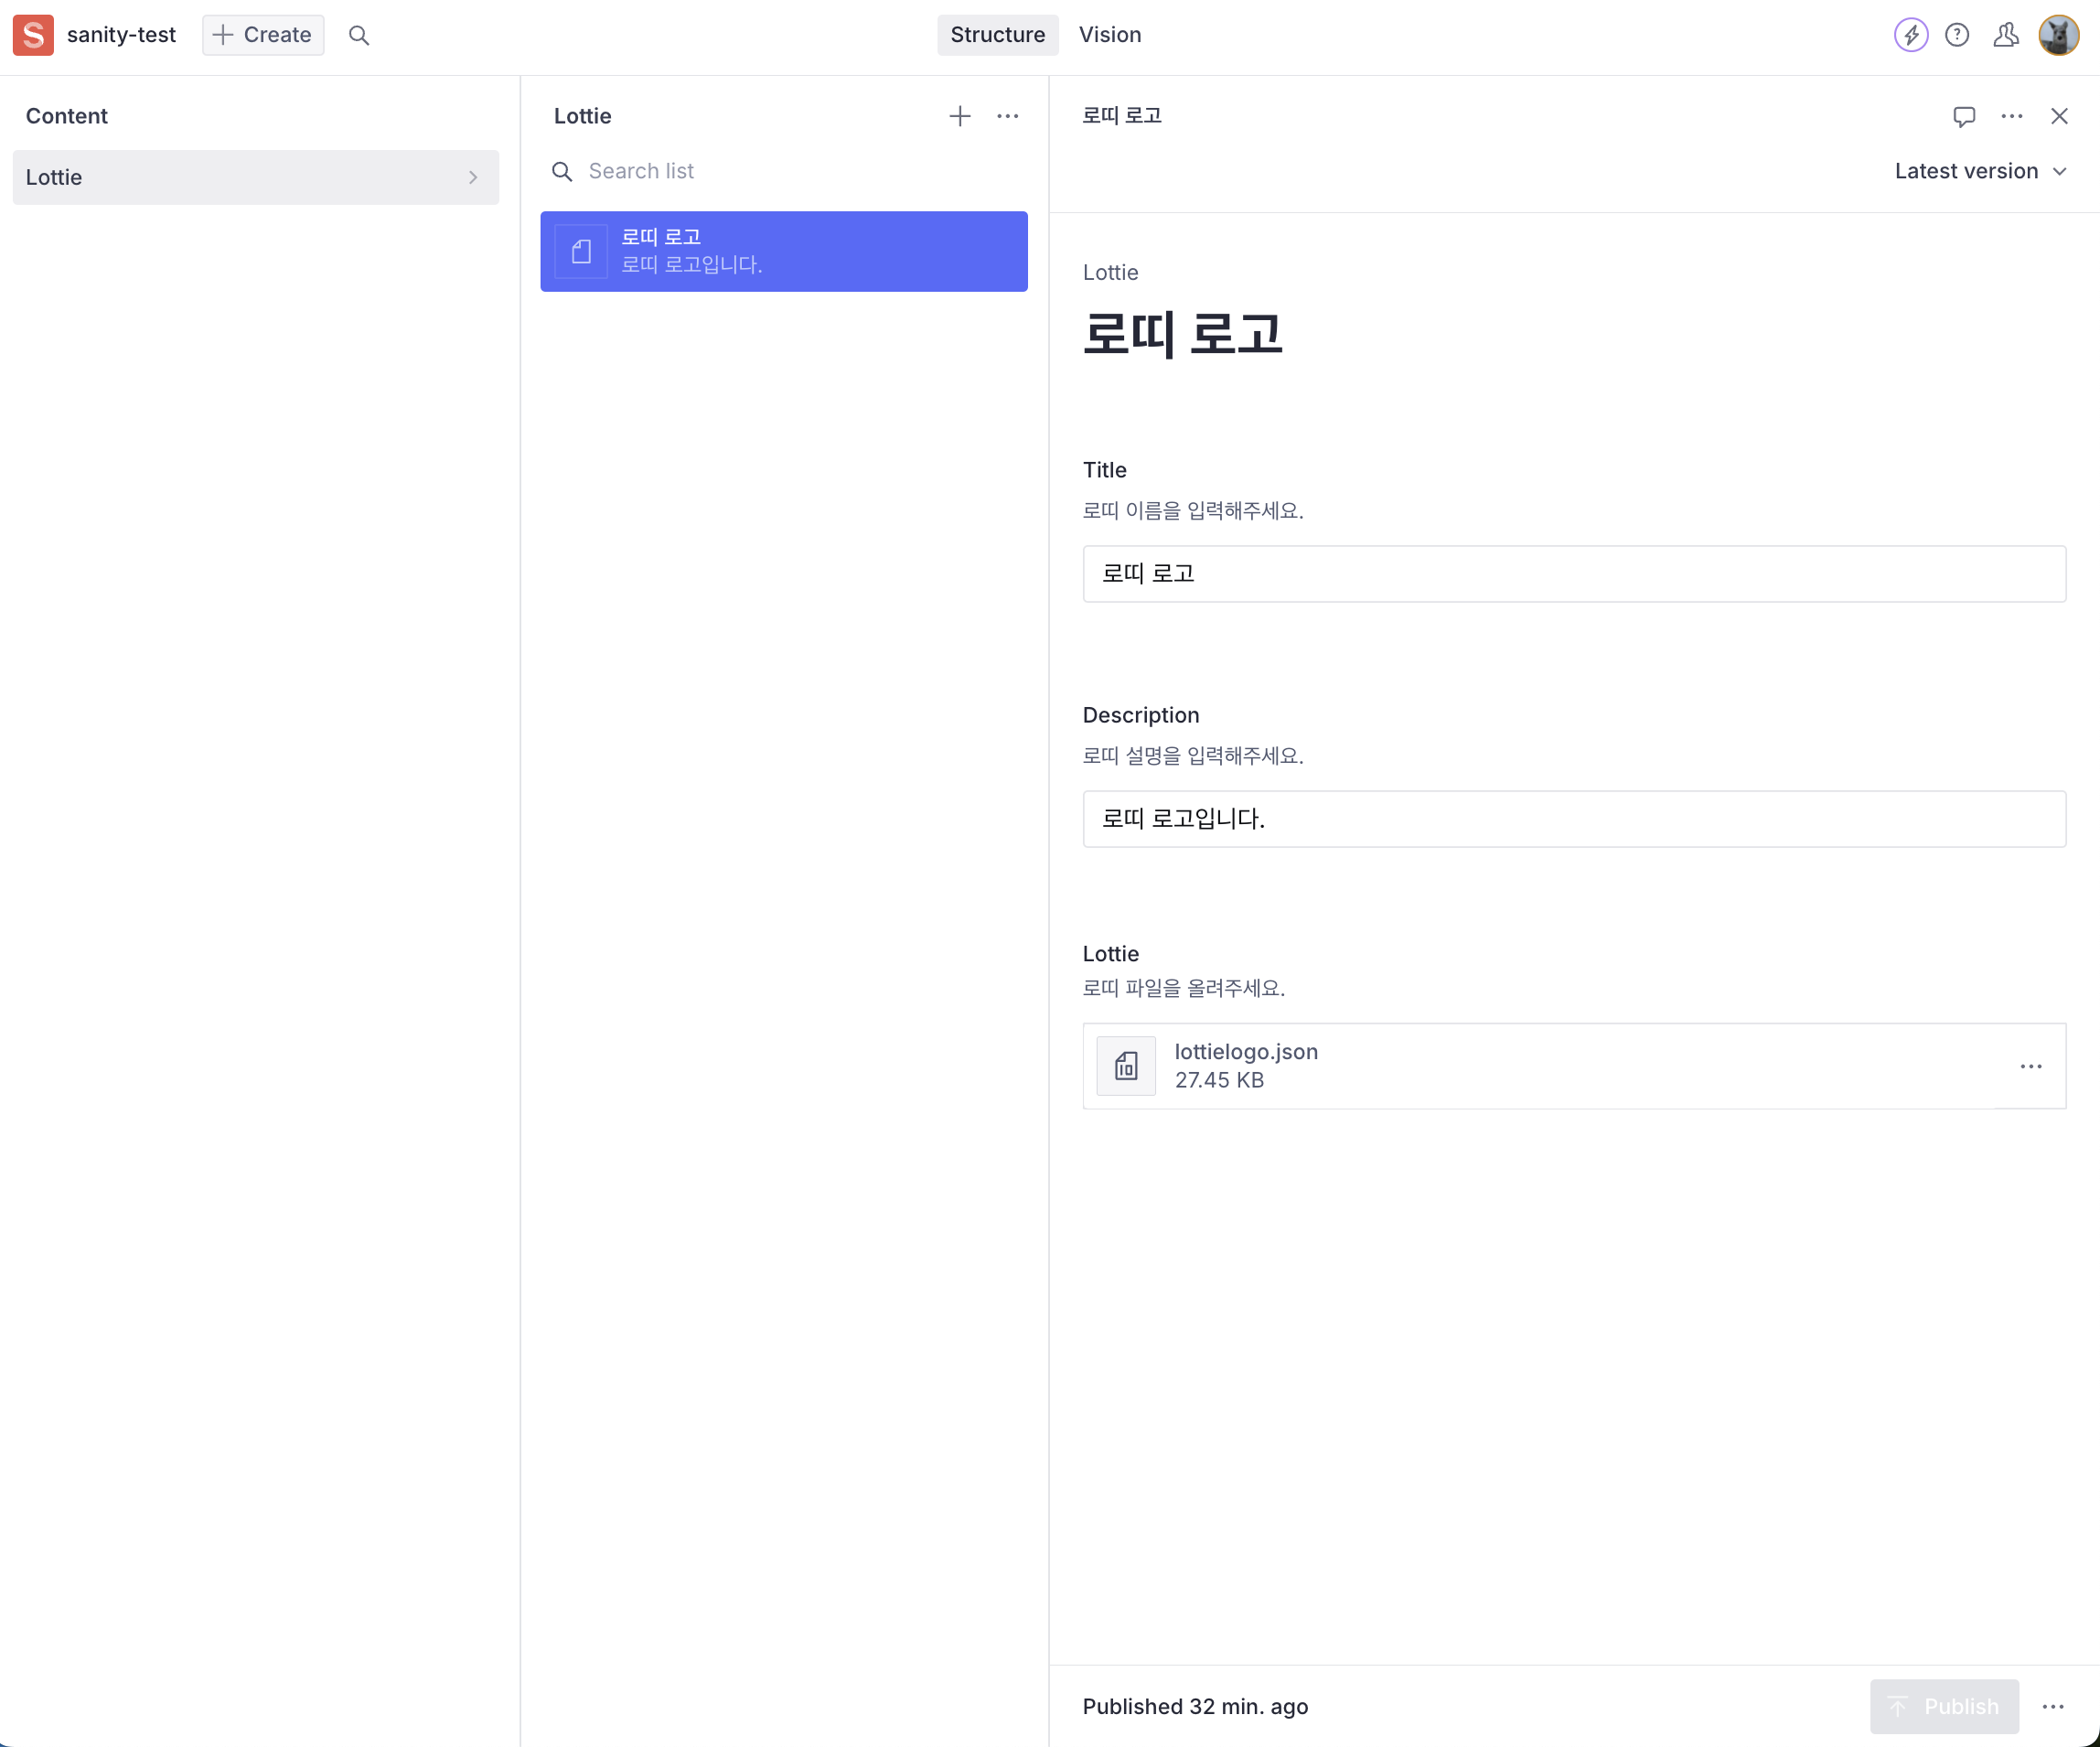 S sanity-test + Create Structure Vision
Content
Lottie
Lottie
Search list
로띠 로고
로띠 로고입니다.
로띠 로고
Latest version
Lottie
로띠 로고
Title
로띠 이름을 입력해주세요.
로띠 로고
Description
로띠 설명을 입력해주세요.
로띠 로고입니다.
Lottie
로띠 파일을 올려주세요.
lottielogo.json
27.45 KB
Published 32 min. ago
Publish